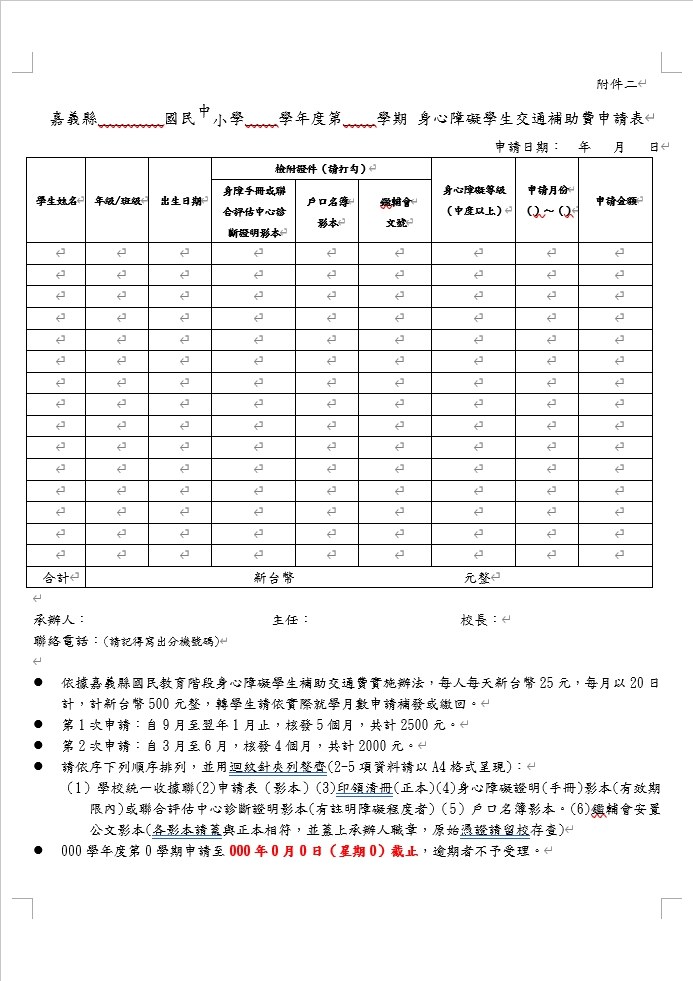 附件二
嘉義縣__________國民中小學_____學年度第_____學期 身心障礙學生交通補助費申請表
申請日期： 年 月 日
檢附證件（請打勾）
學生姓名 年級/班級 出生日期 身障手冊或聯合評估中心診斷證明影本 戶口名簿影本 鑑輔會文號 身心障礙等級（中度以上） 申請月份（）～（） 申請金額
合計 新台幣 元整
承辦人： 主任： 校長：
聯絡電話：(請記得寫出分機號碼)
● 依據嘉義縣國民教育階段身心障礙學生補助交通費實施辦法，每人每天新台幣 25 元，每月以 20 日
計，計新台幣 500 元整，轉學生請依實際就學月數申請補發或繳回。
● 第 1 次申請：自 9 月至翌年 1 月止，核發 5 個月，共計 2500 元。
● 第 2 次申請：自 3 月至 6 月，核發 4 個月，共計 2000 元。
● 請依序下列順序排列，並用迴紋針夾列整齊(2-5 項資料請以 A4 格式呈現)：
（1）學校統一收據聯(2)申請表（影本）(3)印領清冊(正本)(4)身心障礙證明(手冊)影本(有效期
限內)或聯合評估中心診斷證明影本(有註明障礙程度者)（5）戶口名簿影本。(6)鑑輔會安置
公文影本(各影本請蓋與正本相符，並蓋上承辦人職章，原始憑證請留校存查)
● 000 學年度第 0 學期申請至 000 年 0 月 0 日（星期 0）截止，逾期者不予受理。